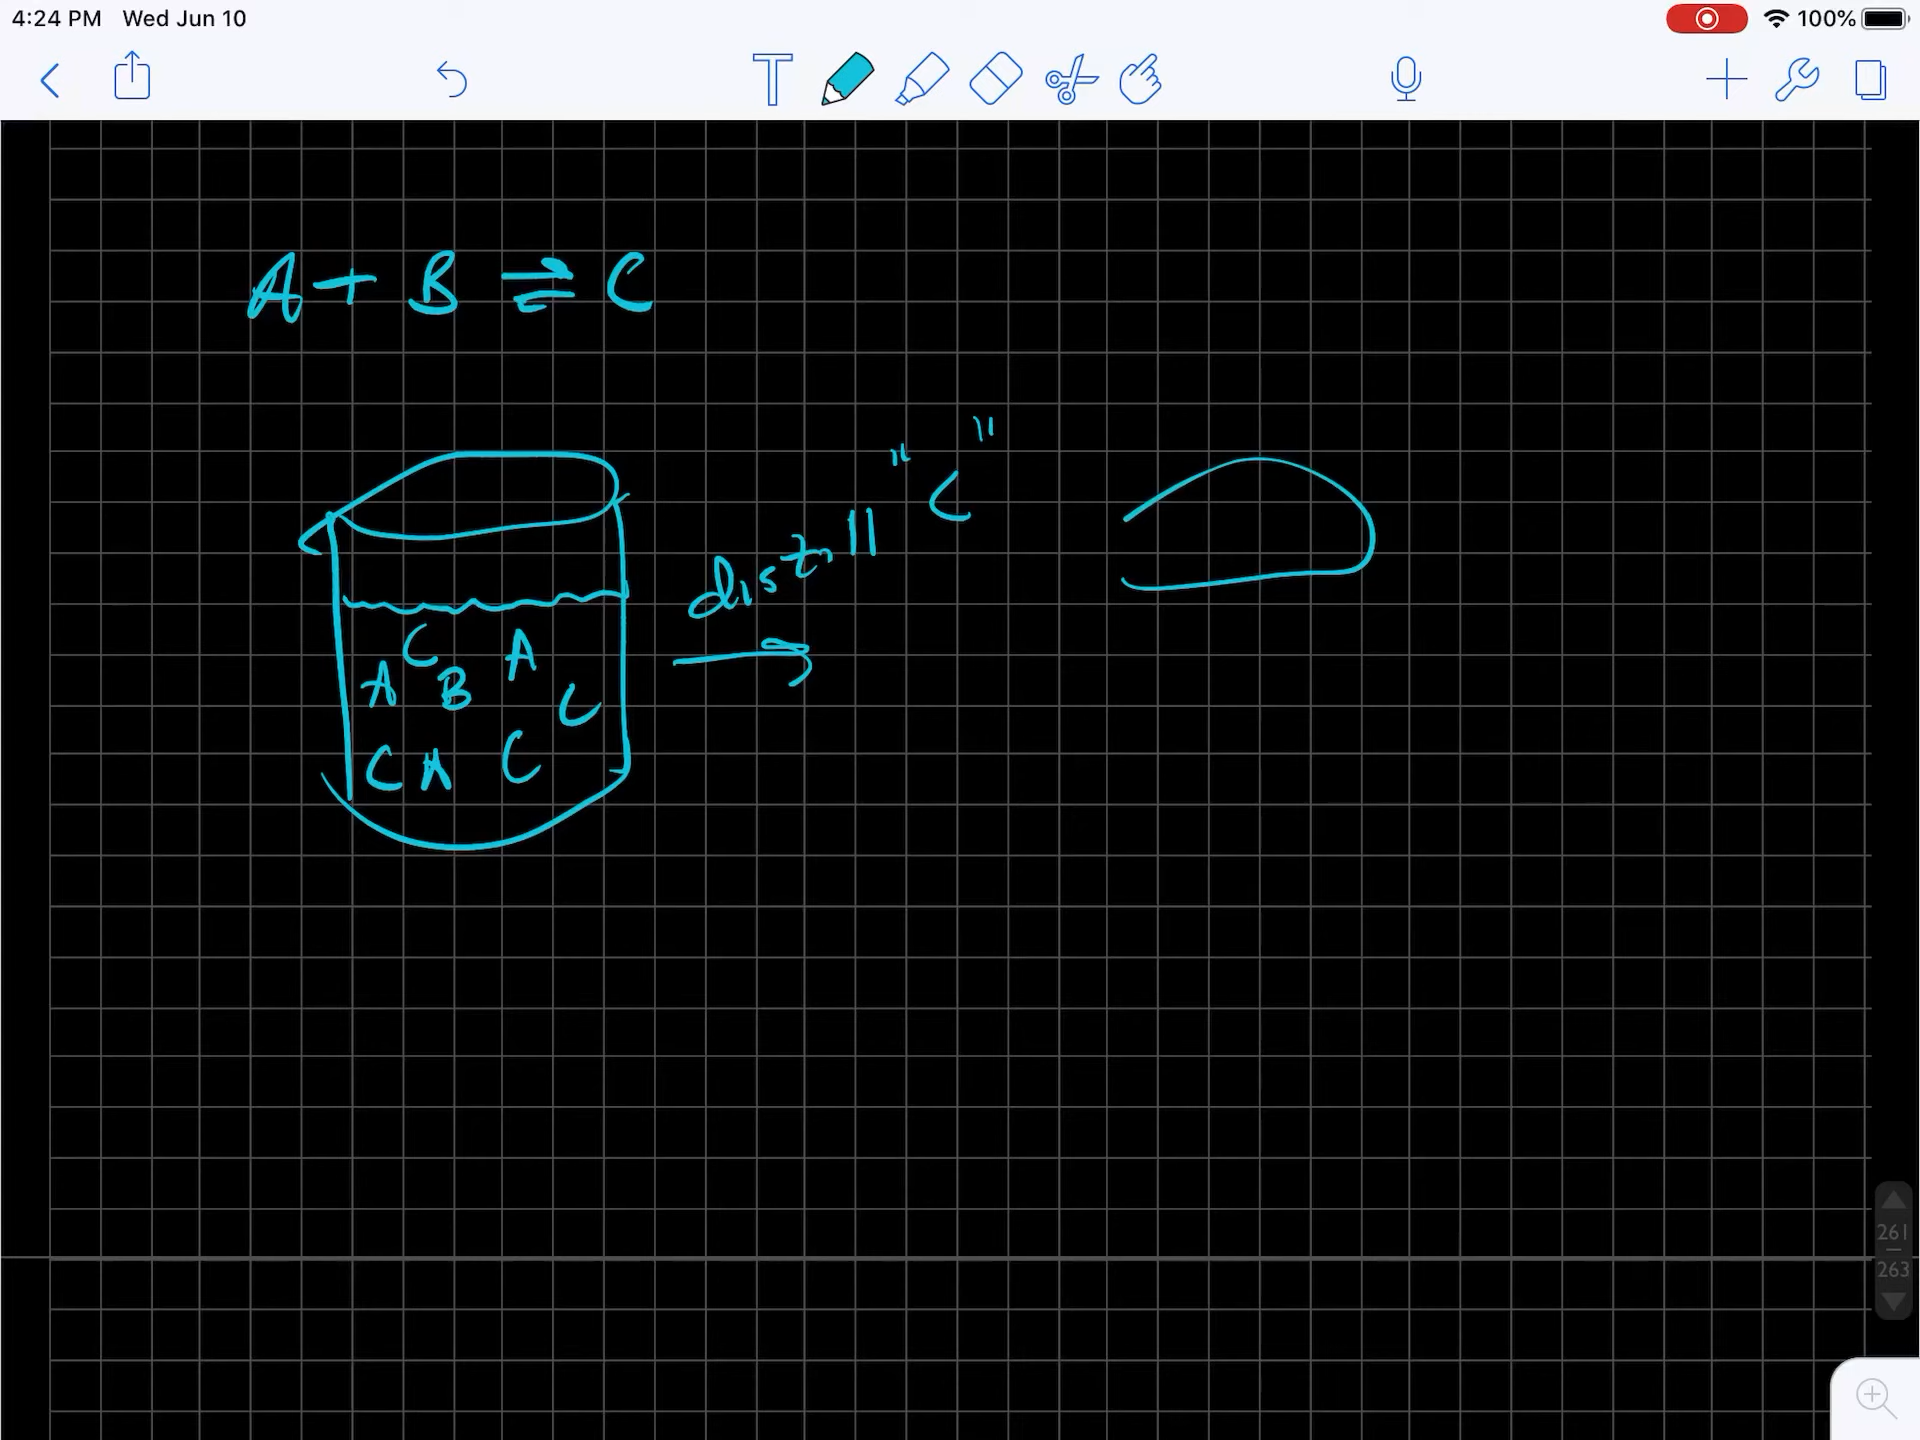 4:24 PM Wed Jun 10
100%
T
A + B ⇌ C
distill "C"
C A
A B C
C A C
261
263